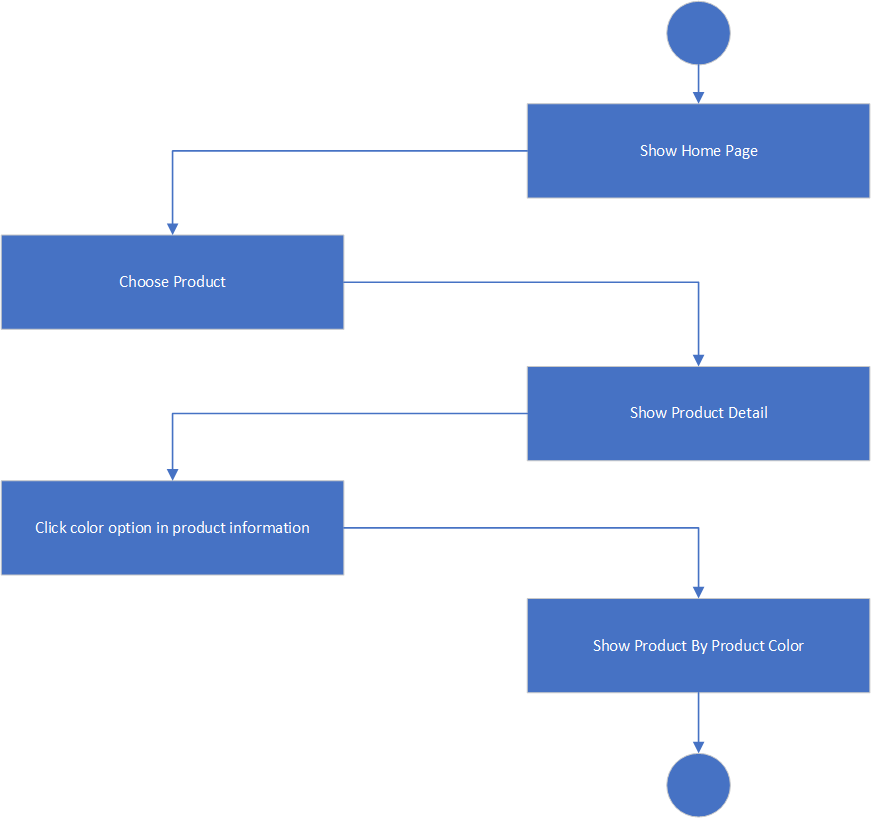 Show Home Page
Choose Product
Show Product Detail
Click color option in product information
Show Product By Product Color